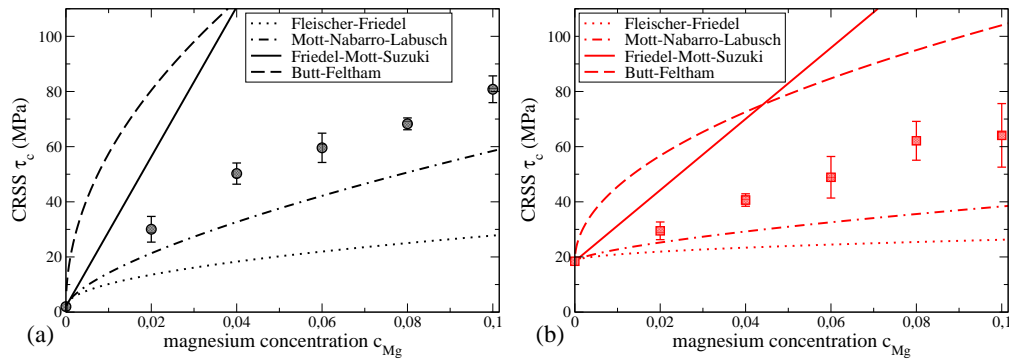 Fleischer-Friedel
Mott-Nabarro-Labusch
Friedel-Mott-Suzuki
Butt-Feltham
CRSS τc (MPa)
100
80
60
40
20
0
0 0,02 0,04 0,06 0,08 0,1
magnesium concentration cMg
(a)
Fleischer-Friedel
Mott-Nabarro-Labusch
Friedel-Mott-Suzuki
Butt-Feltham
CRSS τc (MPa)
100
80
60
40
20
0
0 0,02 0,04 0,06 0,08 0,1
magnesium concentration cMg
(b)